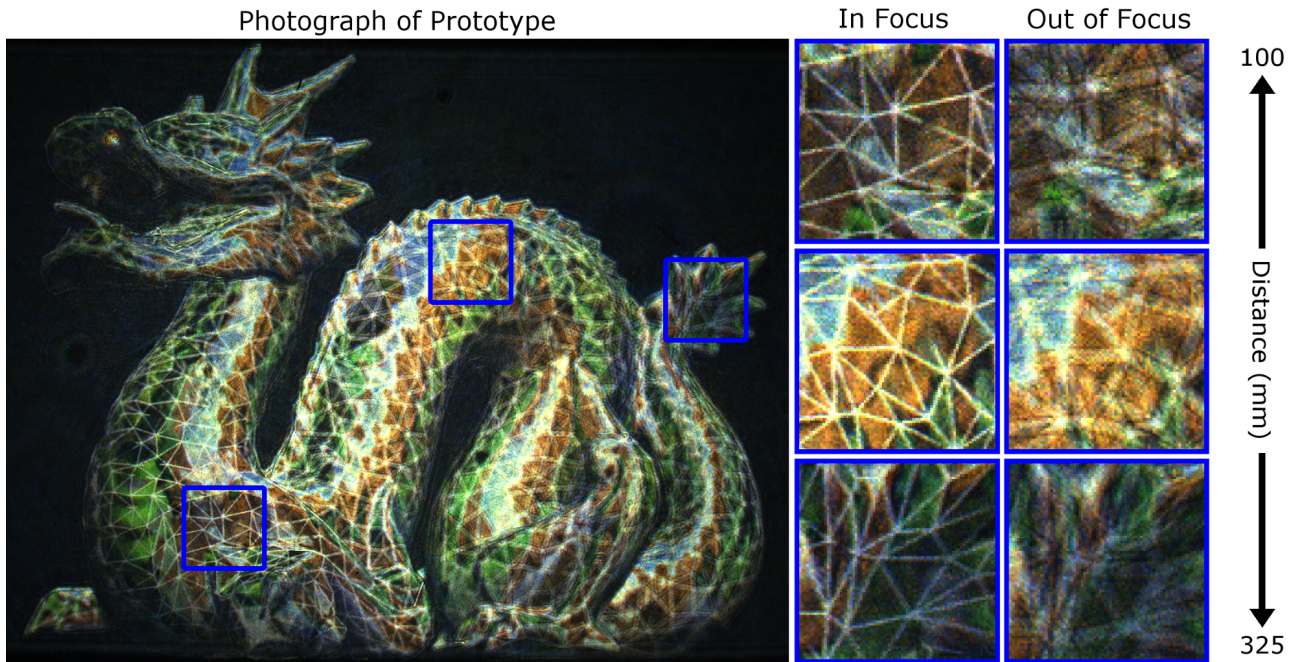 Photograph of Prototype
In Focus
Out of Focus
100
Distance (mm)
325